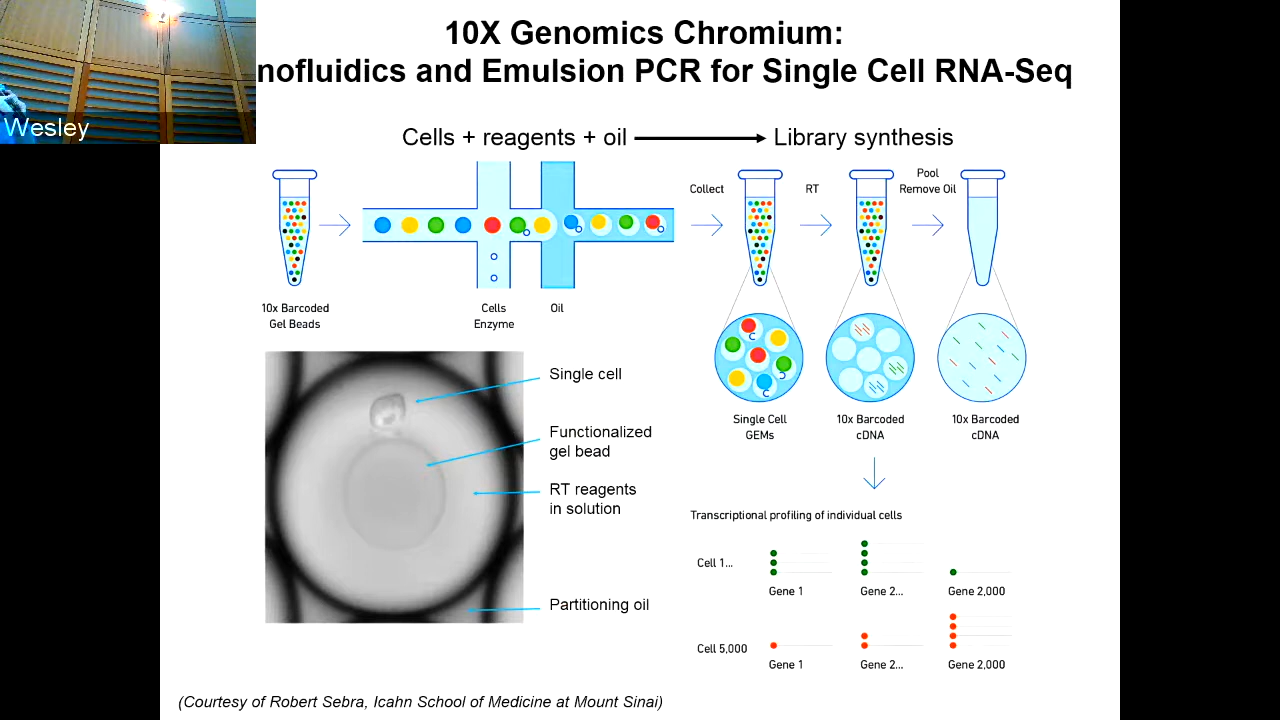 10X Genomics Chromium:
nofluidics and Emulsion PCR for Single Cell RNA-Seq
Wesley
Cells + reagents + oil
Library synthesis
Collect
RT
Pool
Remove Oil
10x Barcoded
Gel Beads
Cells
Enzyme
Oil
Single cell
Functionalized
gel bead
RT reagents
in solution
Partitioning oil
Single Cell
GEMs
10x Barcoded
cDNA
10x Barcoded
cDNA
Transcriptional profiling of individual cells
Cell 1...
Gene 1
Gene 2...
Gene 2,000
Cell 5,000
Gene 1
Gene 2...
Gene 2,000
(Courtesy of Robert Sebra, Icahn School of Medicine at Mount Sinai)